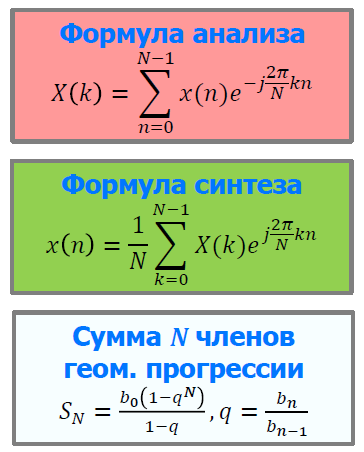 Формула анализа
X(k) = \sum_{n=0}^{N-1} x(n)e^{-j\frac{2\pi}{N}kn}
Формула синтеза
x(n) = \frac{1}{N} \sum_{k=0}^{N-1} X(k)e^{j\frac{2\pi}{N}kn}
Сумма N членов
геом. прогрессии
S_N = \frac{b_0(1-q^N)}{1-q}, q = \frac{b_n}{b_{n-1}}